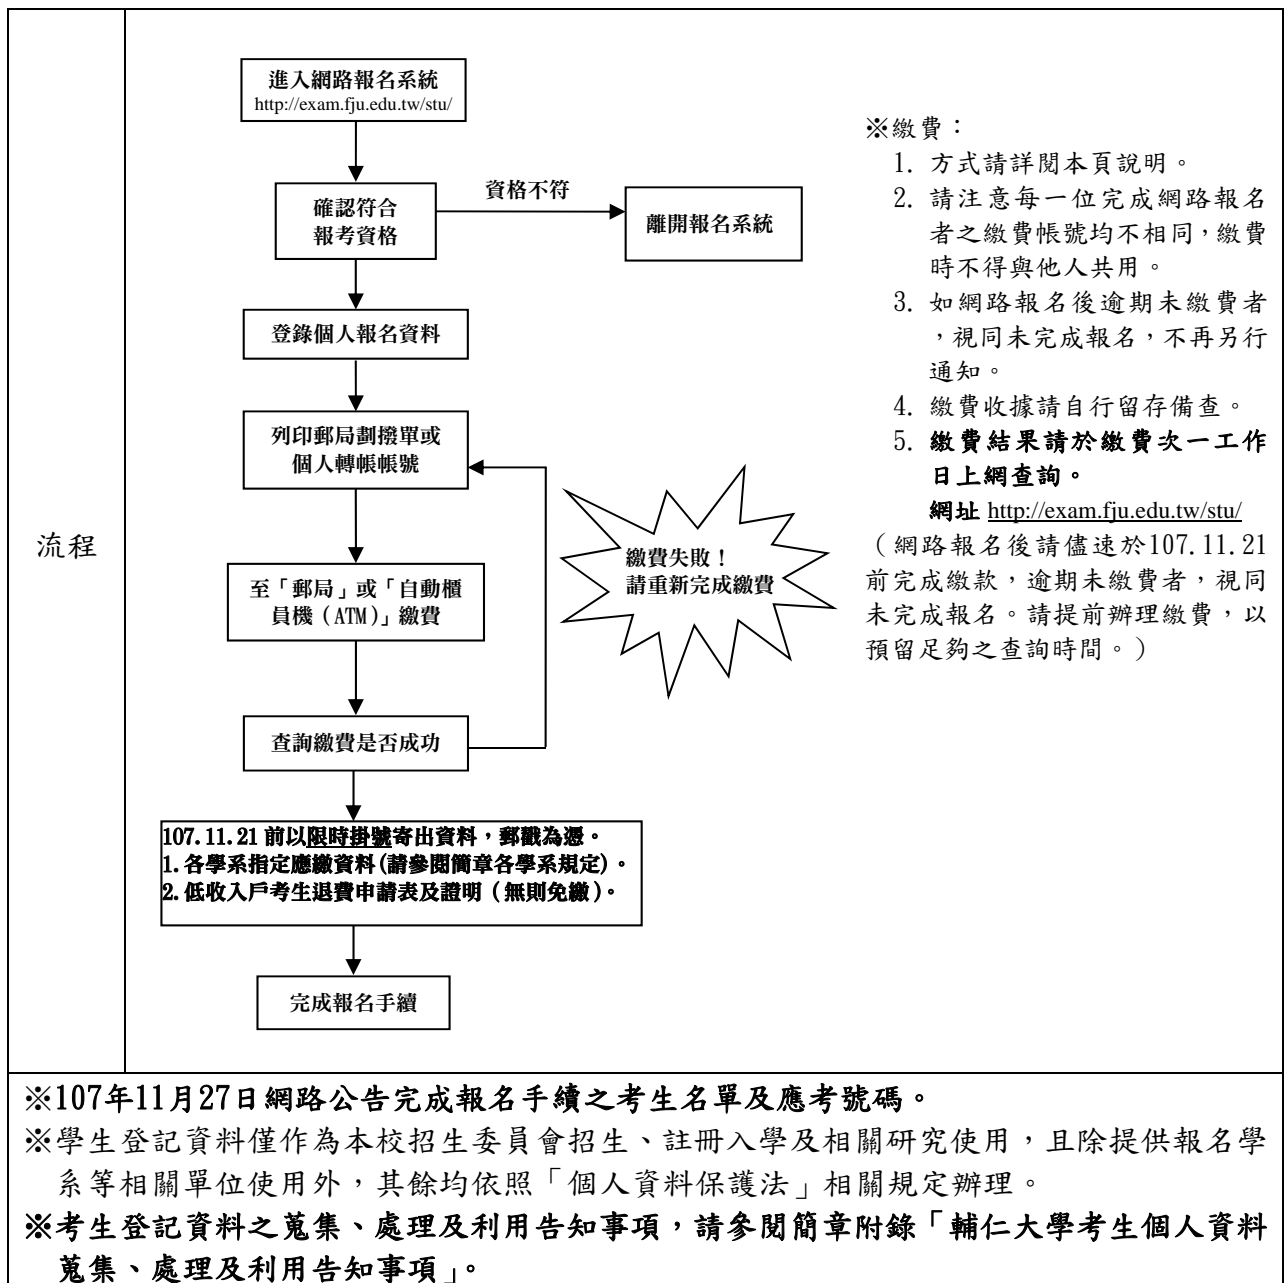 流程
進入網路報名系統
http://exam.fju.edu.tw/stu/
確認符合
報考資格
資格不符
離開報名系統
登錄個人報名資料
列印郵局劃撥單或
個人轉帳帳號
至「郵局」或「自動櫃
員機（ATM）」繳費
繳費失敗！
請重新完成繳費
查詢繳費是否成功
107.11.21 前以限時掛號寄出資料，郵戳為憑。
1.各學系指定應繳資料(請參閱簡章各學系規定)。
2.低收入戶考生退費申請表及證明（無則免繳）。
完成報名手續
※繳費：
1. 方式請詳閱本頁說明。
2. 請注意每一位完成網路報名
者之繳費帳號均不相同，繳費
時不得與他人共用。
3. 如網路報名後逾期未繳費者
，視同未完成報名，不再另行
通知。
4. 繳費收據請自行留存備查。
5. 繳費結果請於繳費次一工作
日上網查詢。
網址 http://exam.fju.edu.tw/stu/
（網路報名後請儘速於107.11.21
前完成繳款，逾期未繳費者，視同
未完成報名。請提前辦理繳費，以
預留足夠之查詢時間。）
※107年11月27日網路公告完成報名手續之考生名單及應考號碼。
※學生登記資料僅作為本校招生委員會招生、註冊入學及相關研究使用，且除提供報名學
系等相關單位使用外，其餘均依照「個人資料保護法」相關規定辦理。
※考生登記資料之蒐集、處理及利用告知事項，請參閱簡章附錄「輔仁大學考生個人資料
蒐集、處理及利用告知事項」。